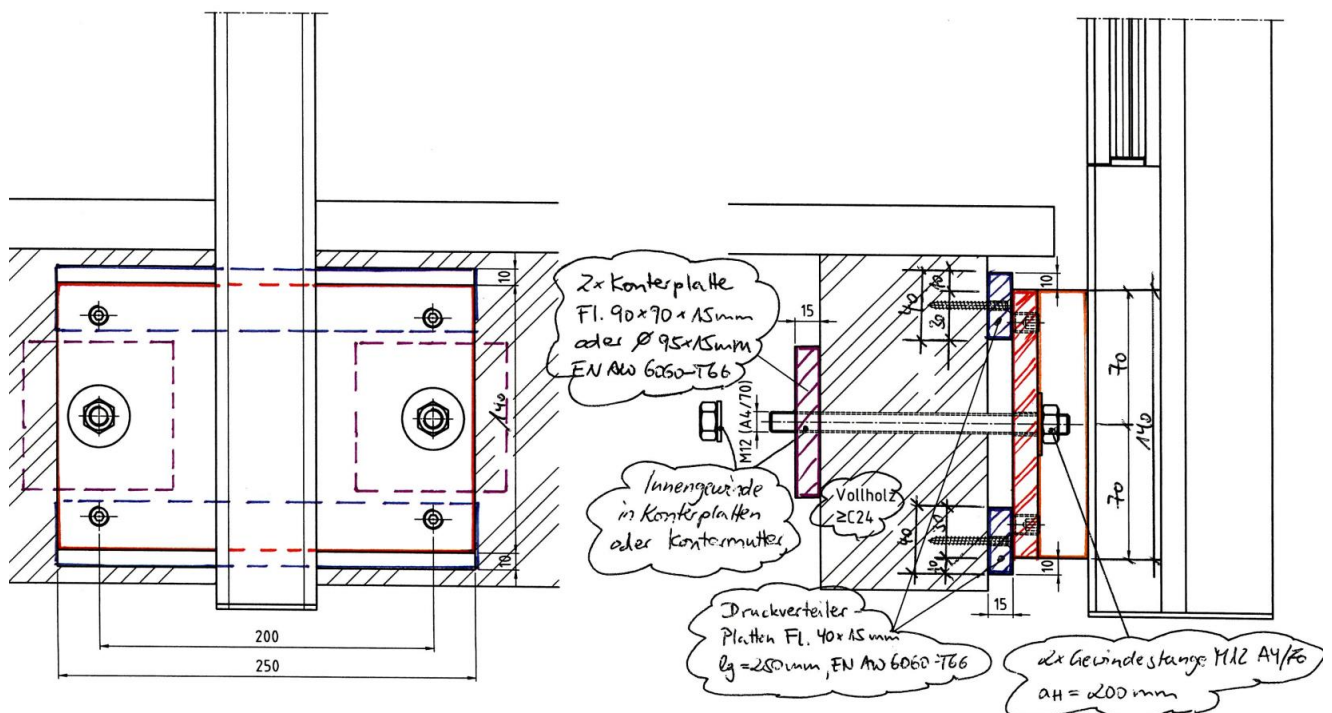 10
140
10
200
250
2x Konterplatte
Fl. 90x90x15mm
oder Ø 95x15mm
EN AW 6060-T66
15
M12 (A4/70)
Innengewinde
in Konterplatten
oder Kontermutter
Vollholz
≥C24
40
10
30
10
70
140
70
40
30
10
10
15
Druckverteiler-
Platten Fl. 40x15mm
lg=250mm, EN AW 6060-T66
2x Gewindestange M12 A4/70
aH = 200mm